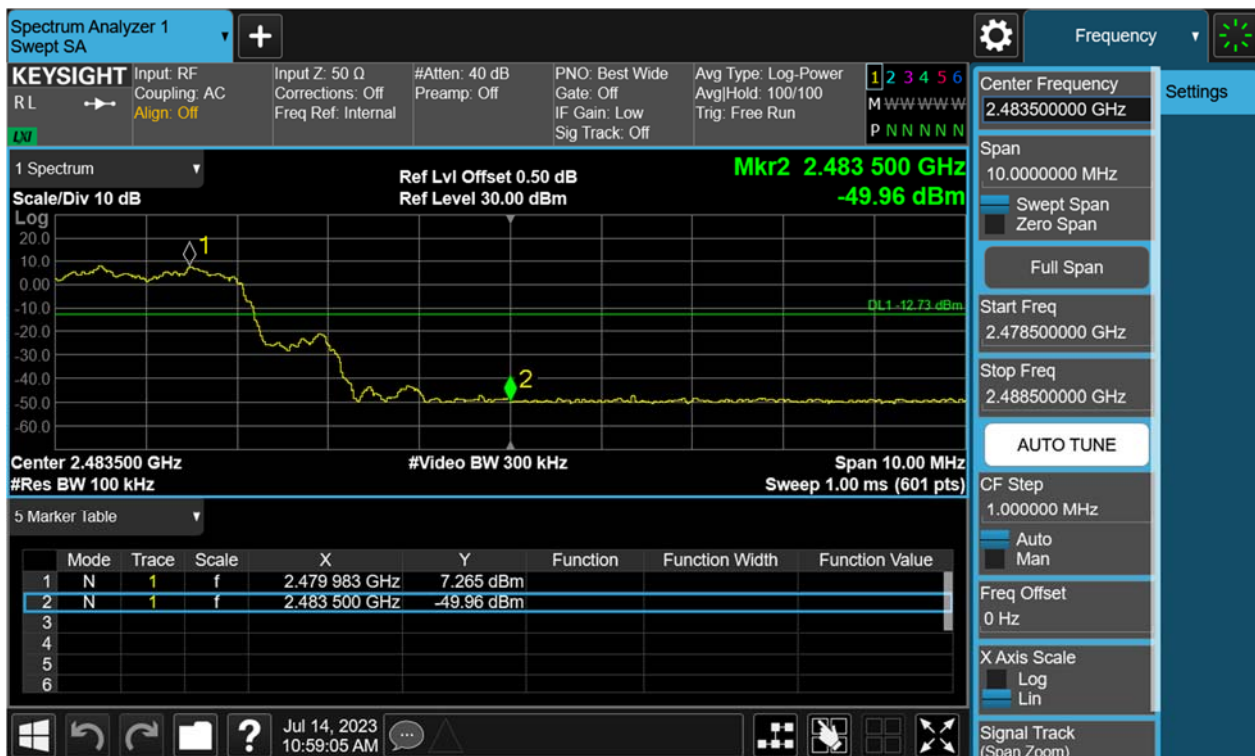 Spectrum Analyzer 1
Swept SA
+
Frequency
KEYSIGHT
R L
LXI
Input: RF
Coupling: AC
Align: Off
Input Z: 50 Ω
Corrections: Off
Freq Ref: Internal
#Atten: 40 dB
Preamp: Off
PNO: Best Wide
Gate: Off
IF Gain: Low
Sig Track: Off
Avg Type: Log-Power
Avg|Hold: 100/100
Trig: Free Run
1 2 3 4 5 6
M W W W W W
P N N N N N
1 Spectrum
Scale/Div 10 dB
Ref Lvl Offset 0.50 dB
Ref Level 30.00 dBm
Mkr2 2.483 500 GHz
-49.96 dBm
Log
20.0
10.0
0.00
-10.0
-20.0
-30.0
-40.0
-50.0
-60.0
1
2
DL1 -12.73 dBm
Center 2.483500 GHz
#Video BW 300 kHz
Span 10.00 MHz
#Res BW 100 kHz
Sweep 1.00 ms (601 pts)
5 Marker Table
Mode Trace Scale X Y Function Function Width Function Value
1 N 1 f 2.479 983 GHz 7.265 dBm
2 N 1 f 2.483 500 GHz -49.96 dBm
3
4
5
6
?
Jul 14, 2023
10:59:05 AM
Center Frequency
2.483500000 GHz
Span
10.0000000 MHz
Swept Span
Zero Span
Full Span
Start Freq
2.478500000 GHz
Stop Freq
2.488500000 GHz
AUTO TUNE
CF Step
1.000000 MHz
Auto
Man
Freq Offset
0 Hz
X Axis Scale
Log
Lin
Signal Track
(Span Zoom)
Settings